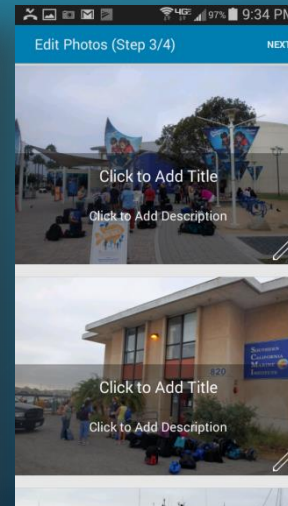 4G
97% 9:34 PM
Edit Photos (Step 3/4)
NEXT
Click to Add Title
Click to Add Description
820
SOUTHERN
CALIFORNIA
MARINE
INSTITUTE
Click to Add Title
Click to Add Description